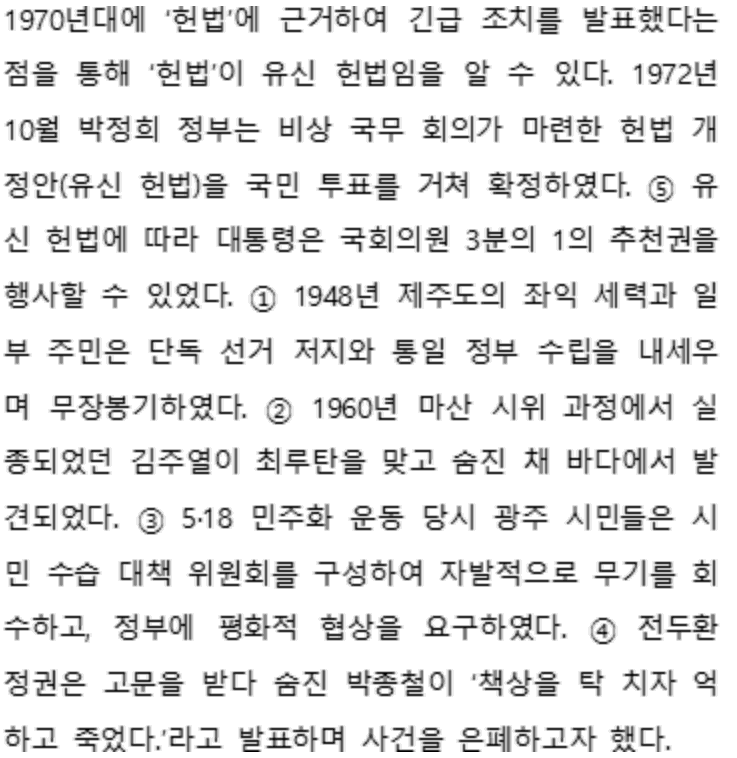 1970년대에 ‘헌법’에 근거하여 긴급 조치를 발표했다는
점을 통해 ‘헌법’이 유신 헌법임을 알 수 있다. 1972년
10월 박정희 정부는 비상 국무 회의가 마련한 헌법 개
정안(유신 헌법)을 국민 투표를 거쳐 확정하였다. ⑤ 유
신 헌법에 따라 대통령은 국회의원 3분의 1의 추천권을
행사할 수 있었다. ① 1948년 제주도의 좌익 세력과 일
부 주민은 단독 선거 저지와 통일 정부 수립을 내세우
며 무장봉기하였다. ② 1960년 마산 시위 과정에서 실
종되었던 김주열이 최루탄을 맞고 숨진 채 바다에서 발
견되었다. ③ 5·18 민주화 운동 당시 광주 시민들은 시
민 수습 대책 위원회를 구성하여 자발적으로 무기를 회
수하고, 정부에 평화적 협상을 요구하였다. ④ 전두환
정권은 고문을 받다 숨진 박종철이 ‘책상을 탁 치자 억
하고 죽었다.’라고 발표하며 사건을 은폐하고자 했다.